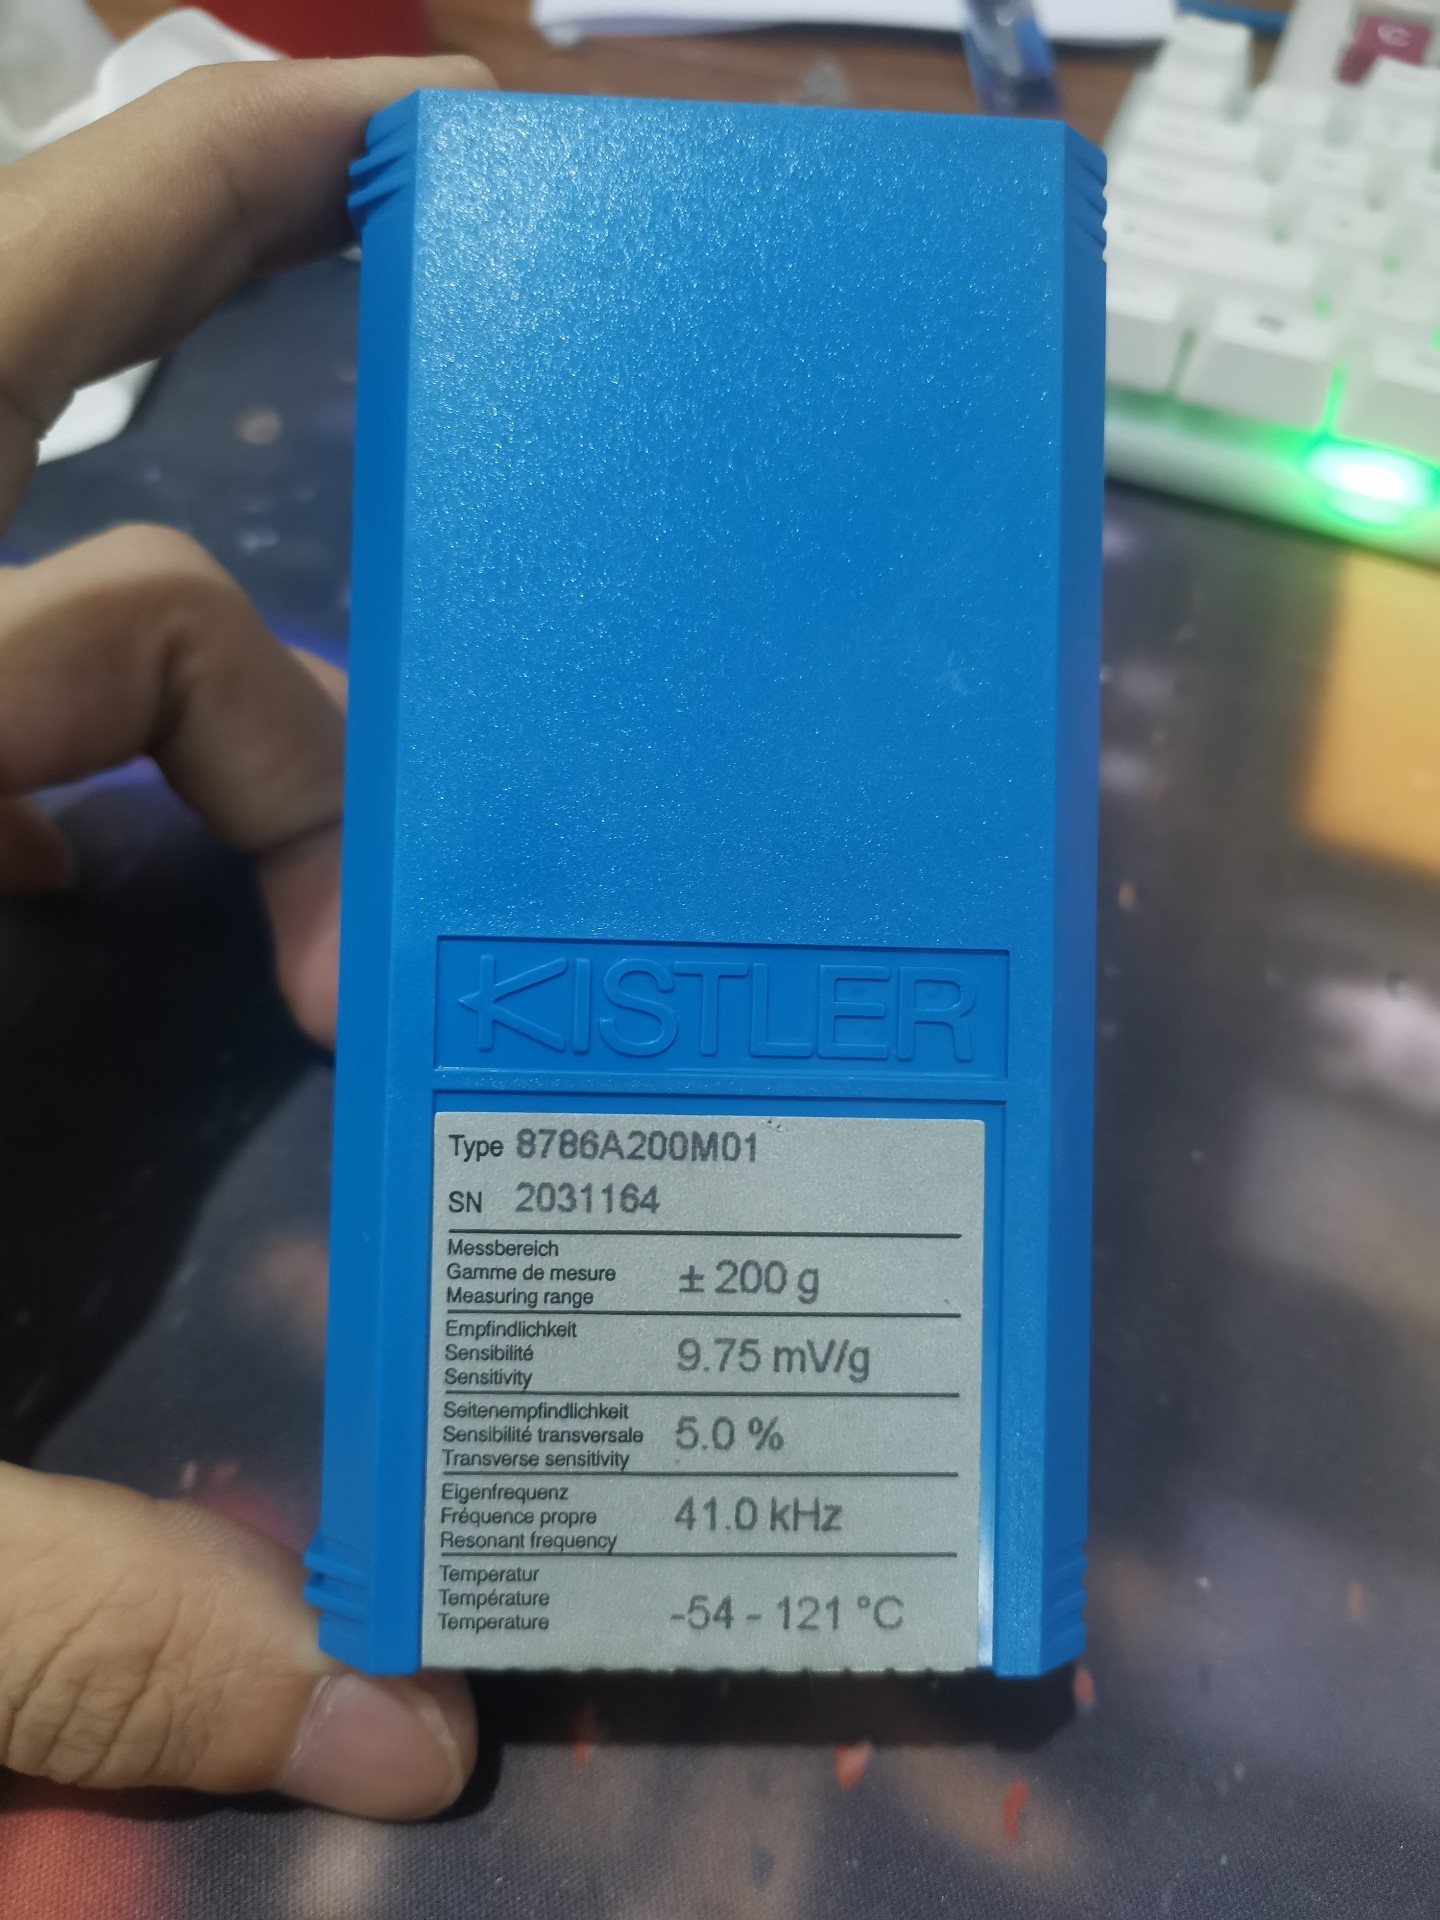 KISTLER
Type 8786A200M01
SN 2031164
Messbereich
Gamme de mesure
Measuring range
± 200 g
Empfindlichkeit
Sensibilité
Sensitivity
9.75 mV/g
Seitenempfindlichkeit
Sensibilité transversale
Transverse sensitivity
5.0 %
Eigenfrequenz
Fréquence propre
Resonant frequency
41.0 kHz
Temperatur
Température
Temperature
-54 - 121 °C